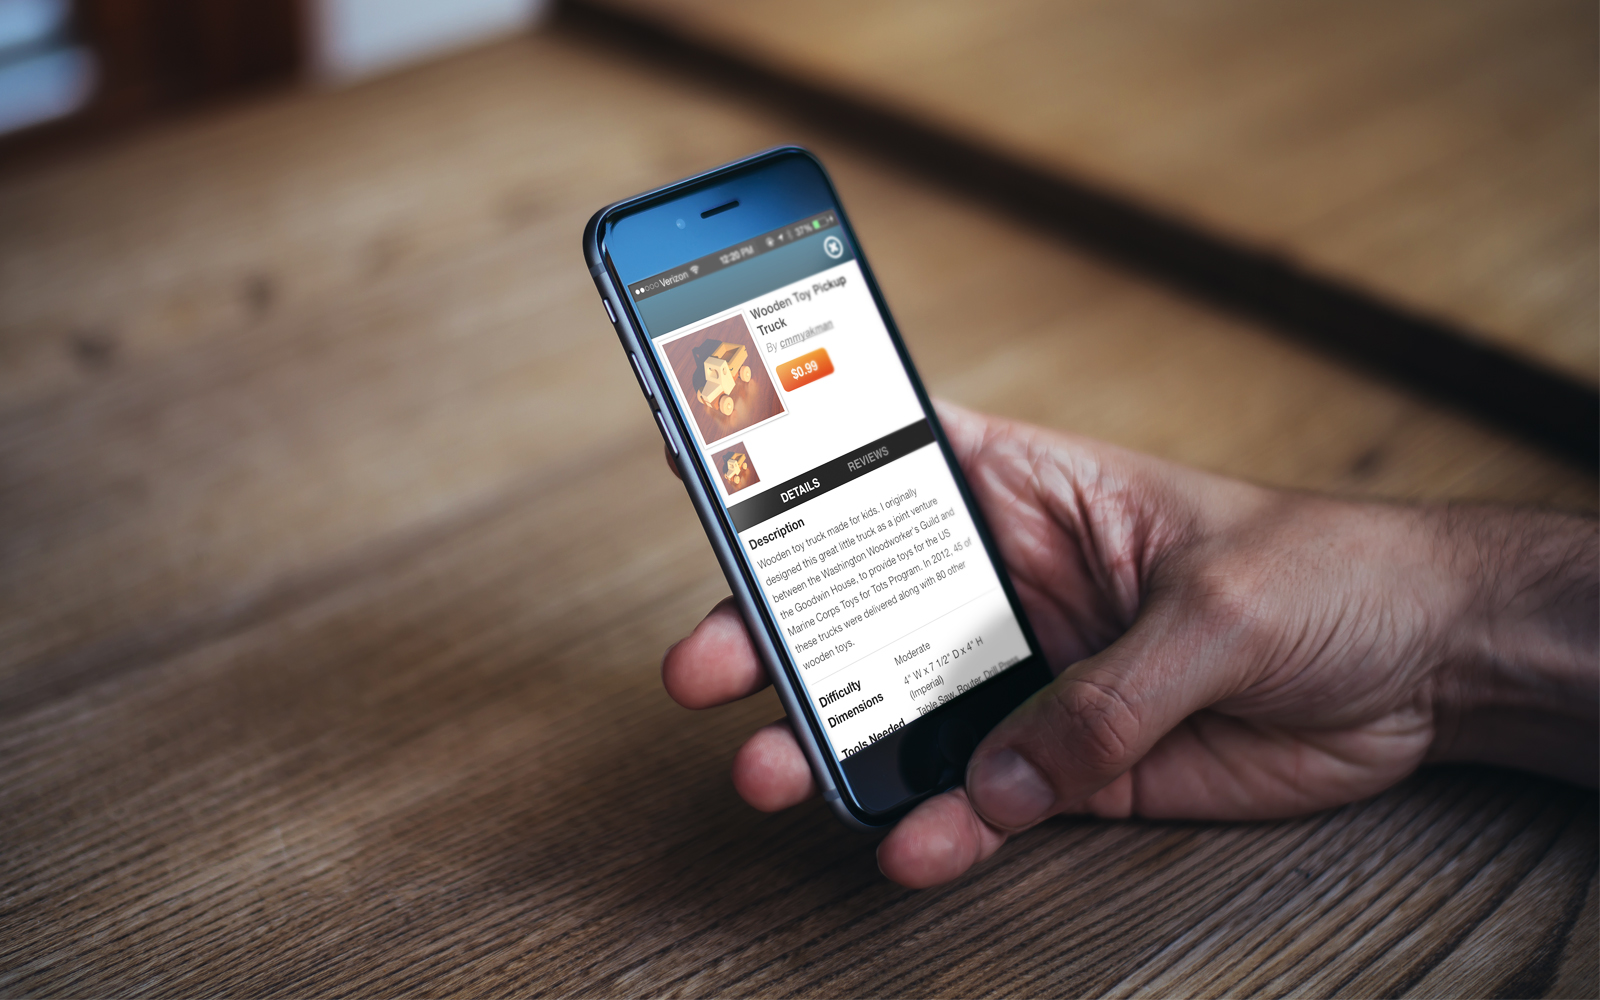 Verizon 12:20 PM 37%
Wooden Toy Pickup
Truck
By cmmyakman
$0.99
DETAILS REVIEWS
Description
Wooden toy truck made for kids. I originally
designed this great little truck as a joint venture
between the Washington Woodworker's Guild and
the Goodwin House, to provide toys for the US
Marine Corps Toys for Tots Program. In 2012, 45 of
these trucks were delivered along with 80 other
wooden toys.
Difficulty Moderate
Dimensions 4" W x 7 1/2" D x 4" H
(Imperial)
Tools Needed Table Saw, Router, Drill Press